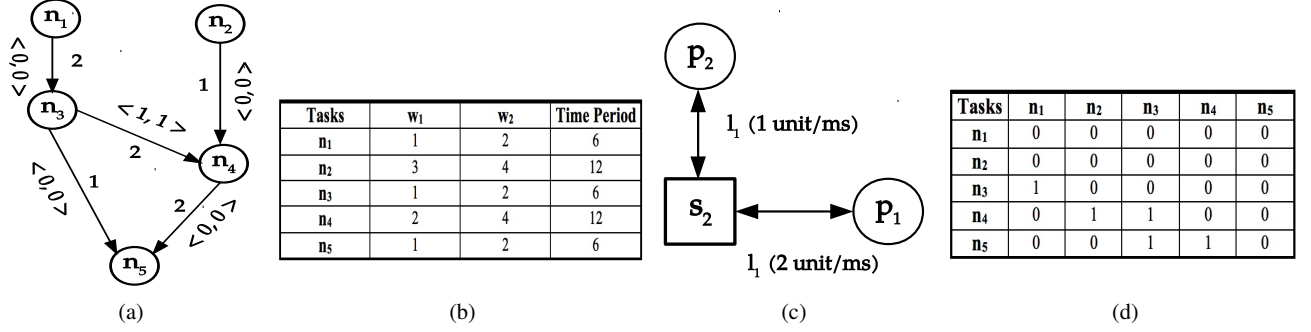 n₁
n₂
<0,0>
2
1
<0,0>
n₃
<1,1>
2
n₄
<0,0>
1
2
<0,0>
n₅
(a)
Tasks w₁ w₂ Time Period
n₁ 1 2 6
n₂ 3 4 12
n₃ 1 2 6
n₄ 2 4 12
n₅ 1 2 6
(b)
p₂
l₁ (1 unit/ms)
s₂
p₁
l₁ (2 unit/ms)
(c)
Tasks n₁ n₂ n₃ n₄ n₅
n₁ 0 0 0 0 0
n₂ 0 0 0 0 0
n₃ 1 0 0 0 0
n₄ 0 1 1 0 0
n₅ 0 0 1 1 0
(d)